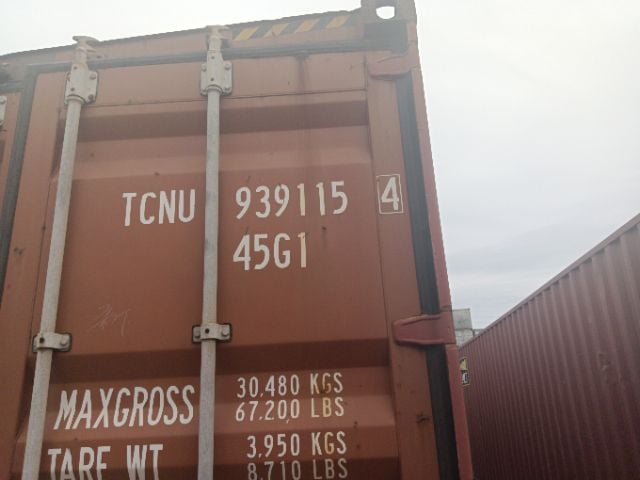 TCNU 939115 4
45G1
MAXGROSS 30,480 KGS
67,200 LBS
TARE WT 3,950 KGS
8,710 LBS